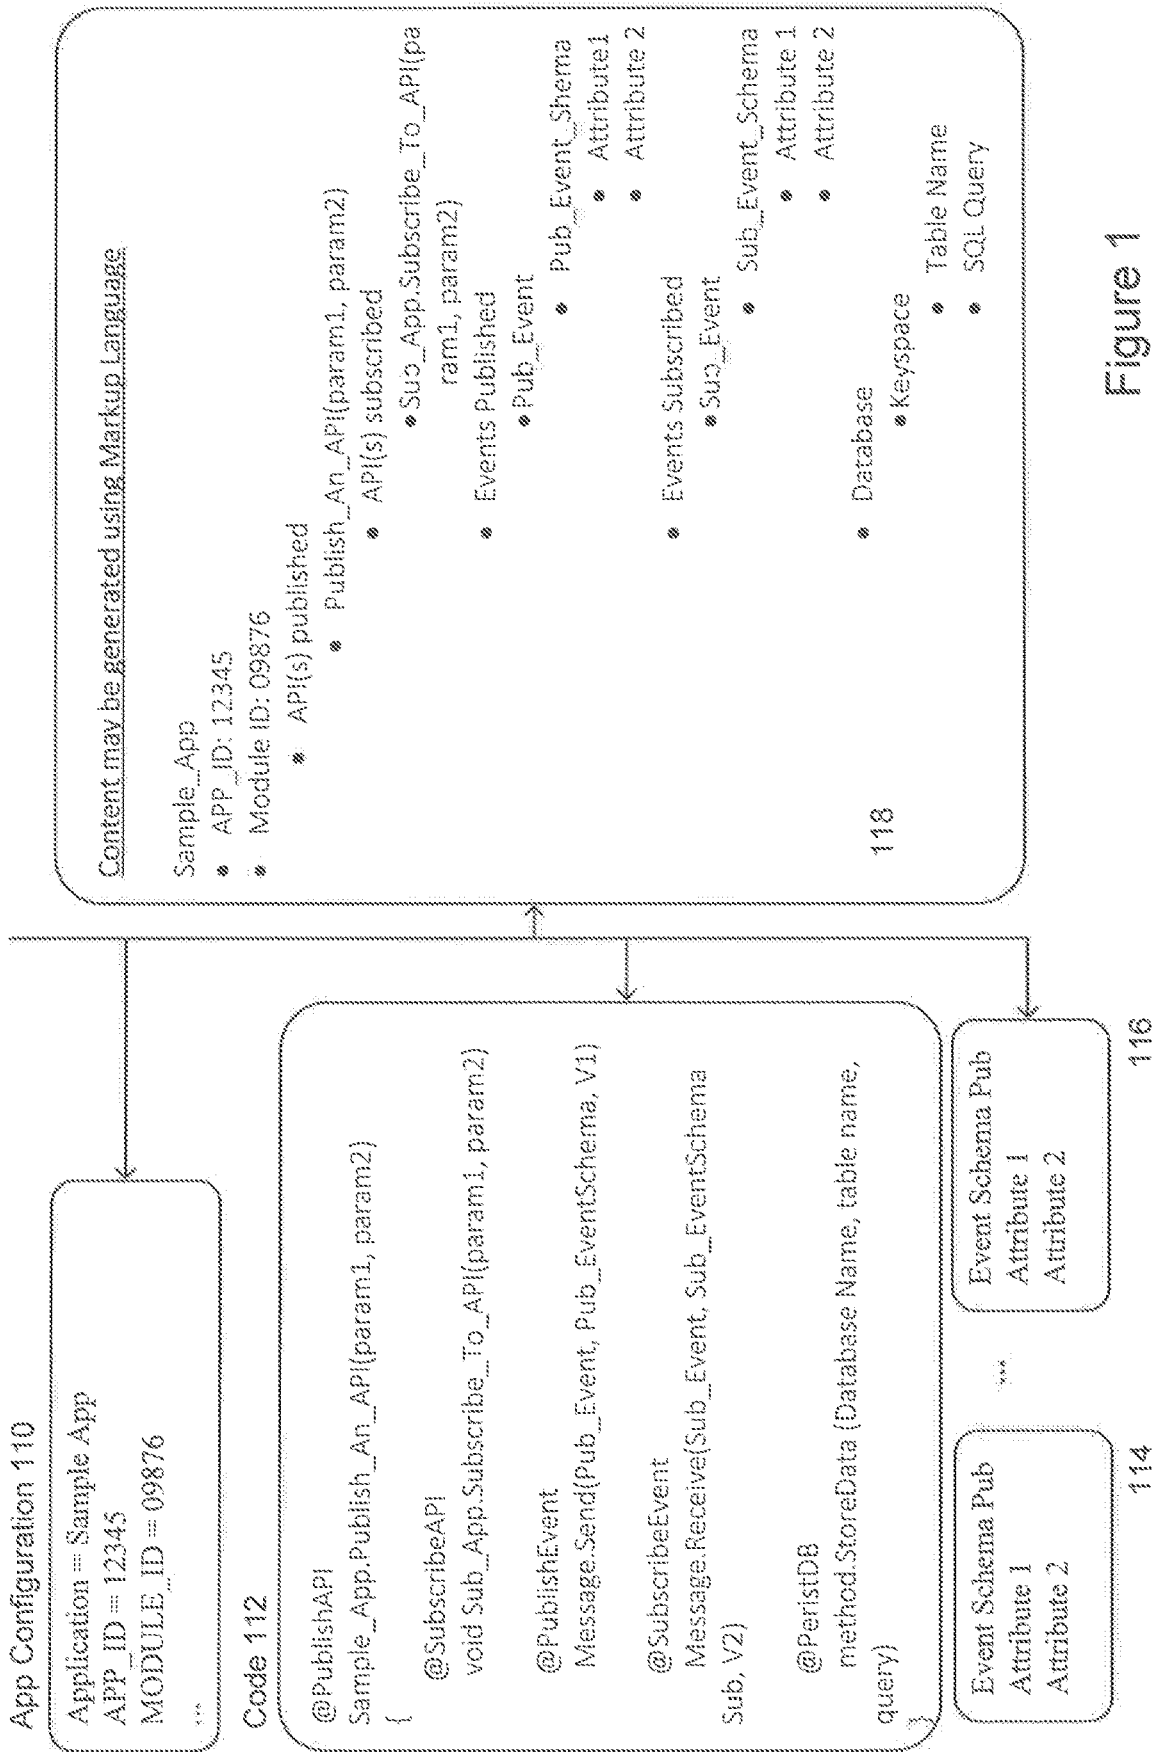 App Configuration 110
Application = Sample App
APP_ID = 12345
MODULE_ID = 09876
...
Code 112
@PublishAPI
Sample_App.Publish_An_API(param1, param2)
{
@SubscribeAPI
void Sub_App.Subscribe_To_API(param1, param2)
@PublishEvent
Message.Send(Pub_Event, Pub_EventSchema, V1)
@SubscribeEvent
Message.Receive(Sub_Event, Sub_EventSchema
Sub, V2)
@PeristDB
method.StoreData (Database Name, table name,
query)
}
Event Schema Pub
Attribute 1
Attribute 2
114
...
Event Schema Pub
Attribute 1
Attribute 2
116
Content may be generated using Markup Language
Sample_App
• APP_ID: 12345
• Module ID: 09876
• API(s) published
• Publish_An_API(param1, param2)
• API(s) subscribed
• Sub_App.Subscribe_To_API(pa
ram1, param2)
• Events Published
• Pub_Event
• Pub_Event_Shema
• Attribute1
• Attribute 2
• Events Subscribed
• Sub_Event
• Sub_Event_Schema
• Attribute 1
• Attribute 2
• Database
• Keyspace
• Table Name
• SQL Query
118
Figure 1